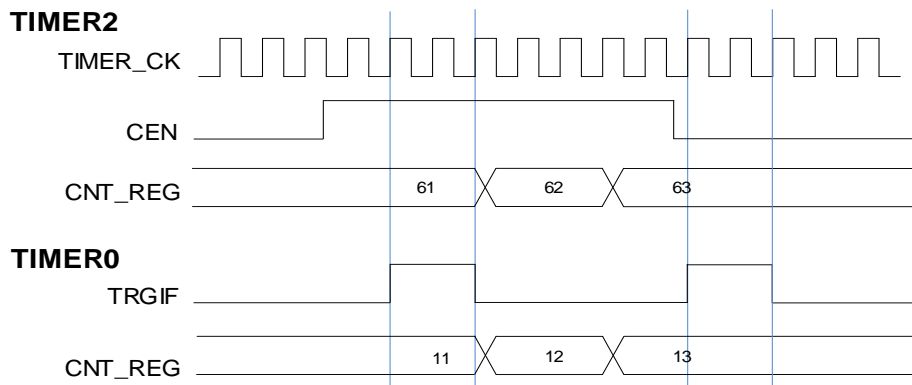 TIMER2
TIMER_CK
CEN
CNT_REG 61 62 63
TIMER0
TRGIF
CNT_REG 11 12 13